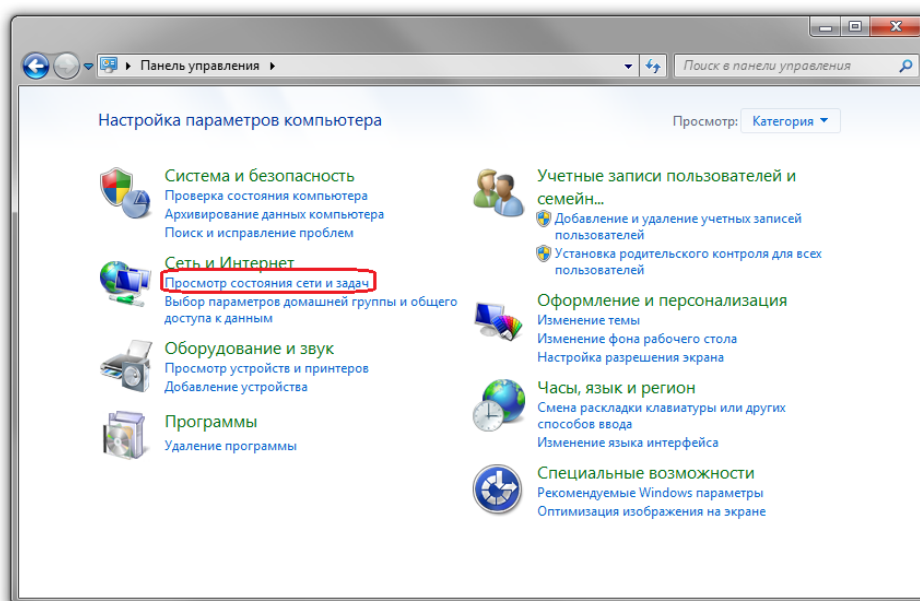 Панель управления
Поиск в панели управления
Настройка параметров компьютера
Просмотр: Категория
Система и безопасность
Проверка состояния компьютера
Архивирование данных компьютера
Поиск и исправление проблем
Сеть и Интернет
Просмотр состояния сети и задач
Выбор параметров домашней группы и общего
доступа к данным
Оборудование и звук
Просмотр устройств и принтеров
Добавление устройства
Программы
Удаление программы
Учетные записи пользователей и
семейн...
Добавление и удаление учетных записей
пользователей
Установка родительского контроля для всех
пользователей
Оформление и персонализация
Изменение темы
Изменение фона рабочего стола
Настройка разрешения экрана
Часы, язык и регион
Смена раскладки клавиатуры или других
способов ввода
Изменение языка интерфейса
Специальные возможности
Рекомендуемые Windows параметры
Оптимизация изображения на экране